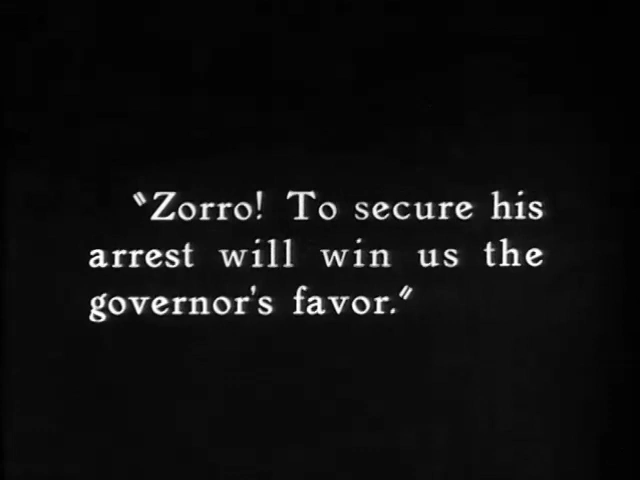 "Zorro! To secure his
arrest will win us the
governor's favor."